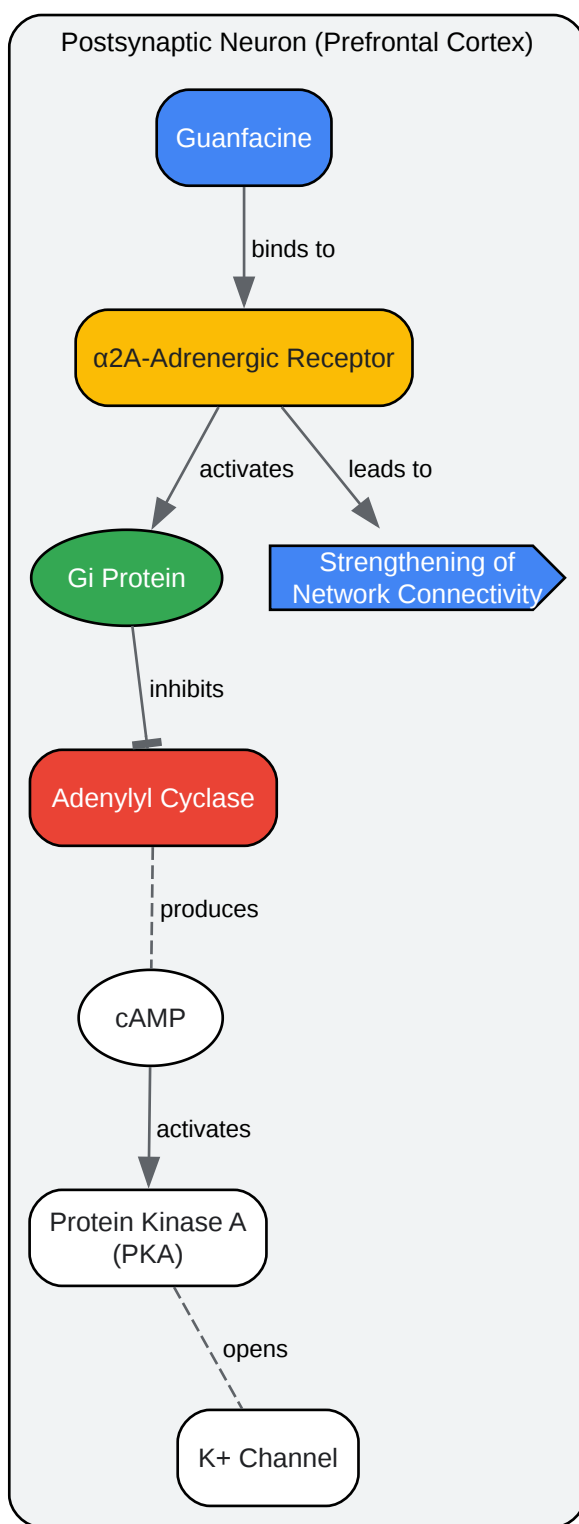 Postsynaptic Neuron (Prefrontal Cortex)
Guanfacine
binds to
α2A-Adrenergic Receptor
activates
leads to
Gi Protein
Strengthening of
Network Connectivity
inhibits
Adenylyl Cyclase
produces
cAMP
activates
Protein Kinase A
(PKA)
opens
K+ Channel